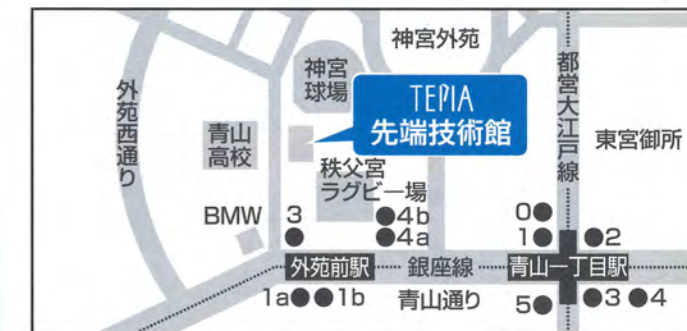 神宮外苑
神宮
球場
TEPIA
先端技術館
外苑西通り
青山
高校
都営大江戸線
東宮御所
秩父宮
ラグビー場
BMW
3
4b
4a
0
1
2
外苑前駅
銀座線
青山一丁目駅
1a
1b
青山通り
5
3
4